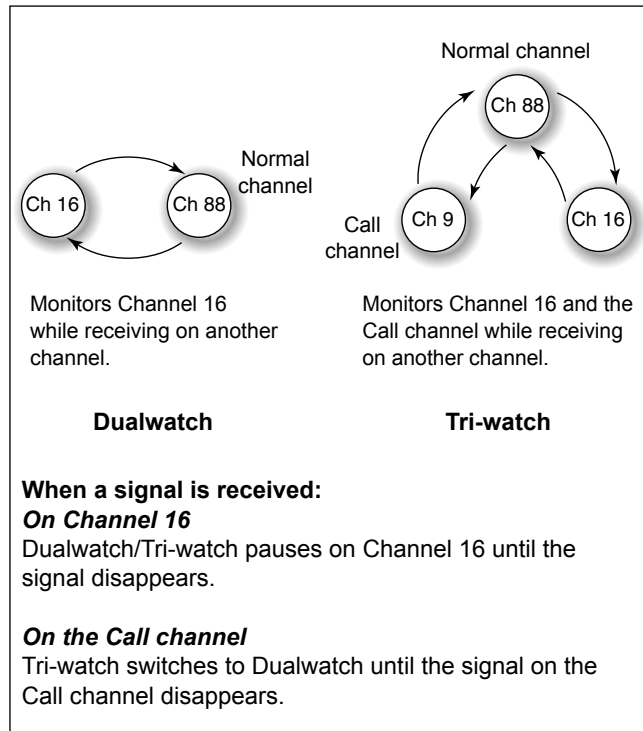 Normal channel
Ch 88
Ch 16
Ch 88
Normal
channel
Ch 9
Call
channel
Ch 16
Monitors Channel 16
while receiving on another
channel.
Monitors Channel 16 and the
Call channel while receiving
on another channel.
Dualwatch
Tri-watch
When a signal is received:
On Channel 16
Dualwatch/Tri-watch pauses on Channel 16 until the
signal disappears.
On the Call channel
Tri-watch switches to Dualwatch until the signal on the
Call channel disappears.